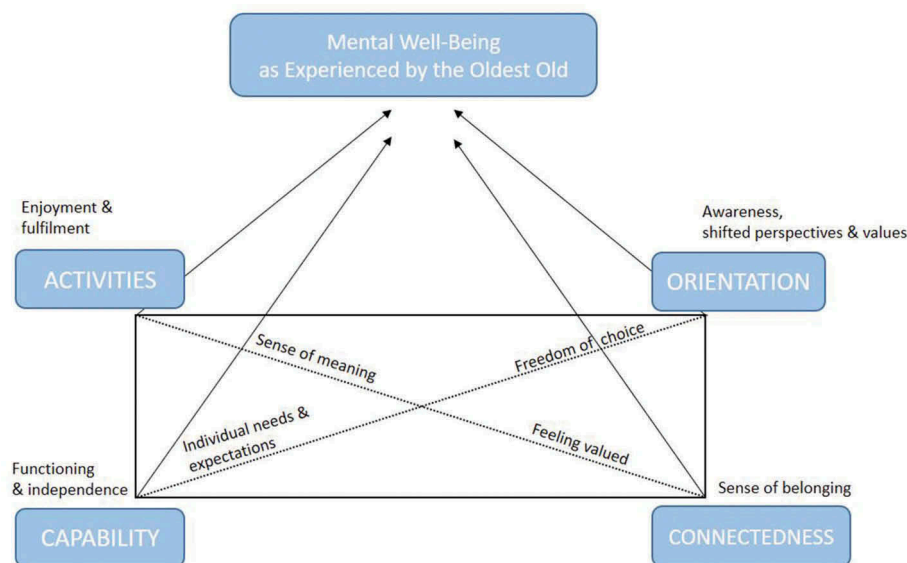 Mental Well-Being
as Experienced by the Oldest Old
Enjoyment &
fulfilment
ACTIVITIES
Awareness,
shifted perspectives & values
ORIENTATION
Sense of meaning
Freedom of choice
Individual needs &
expectations
Feeling valued
Functioning
& independence
CAPABILITY
Sense of belonging
CONNECTEDNESS